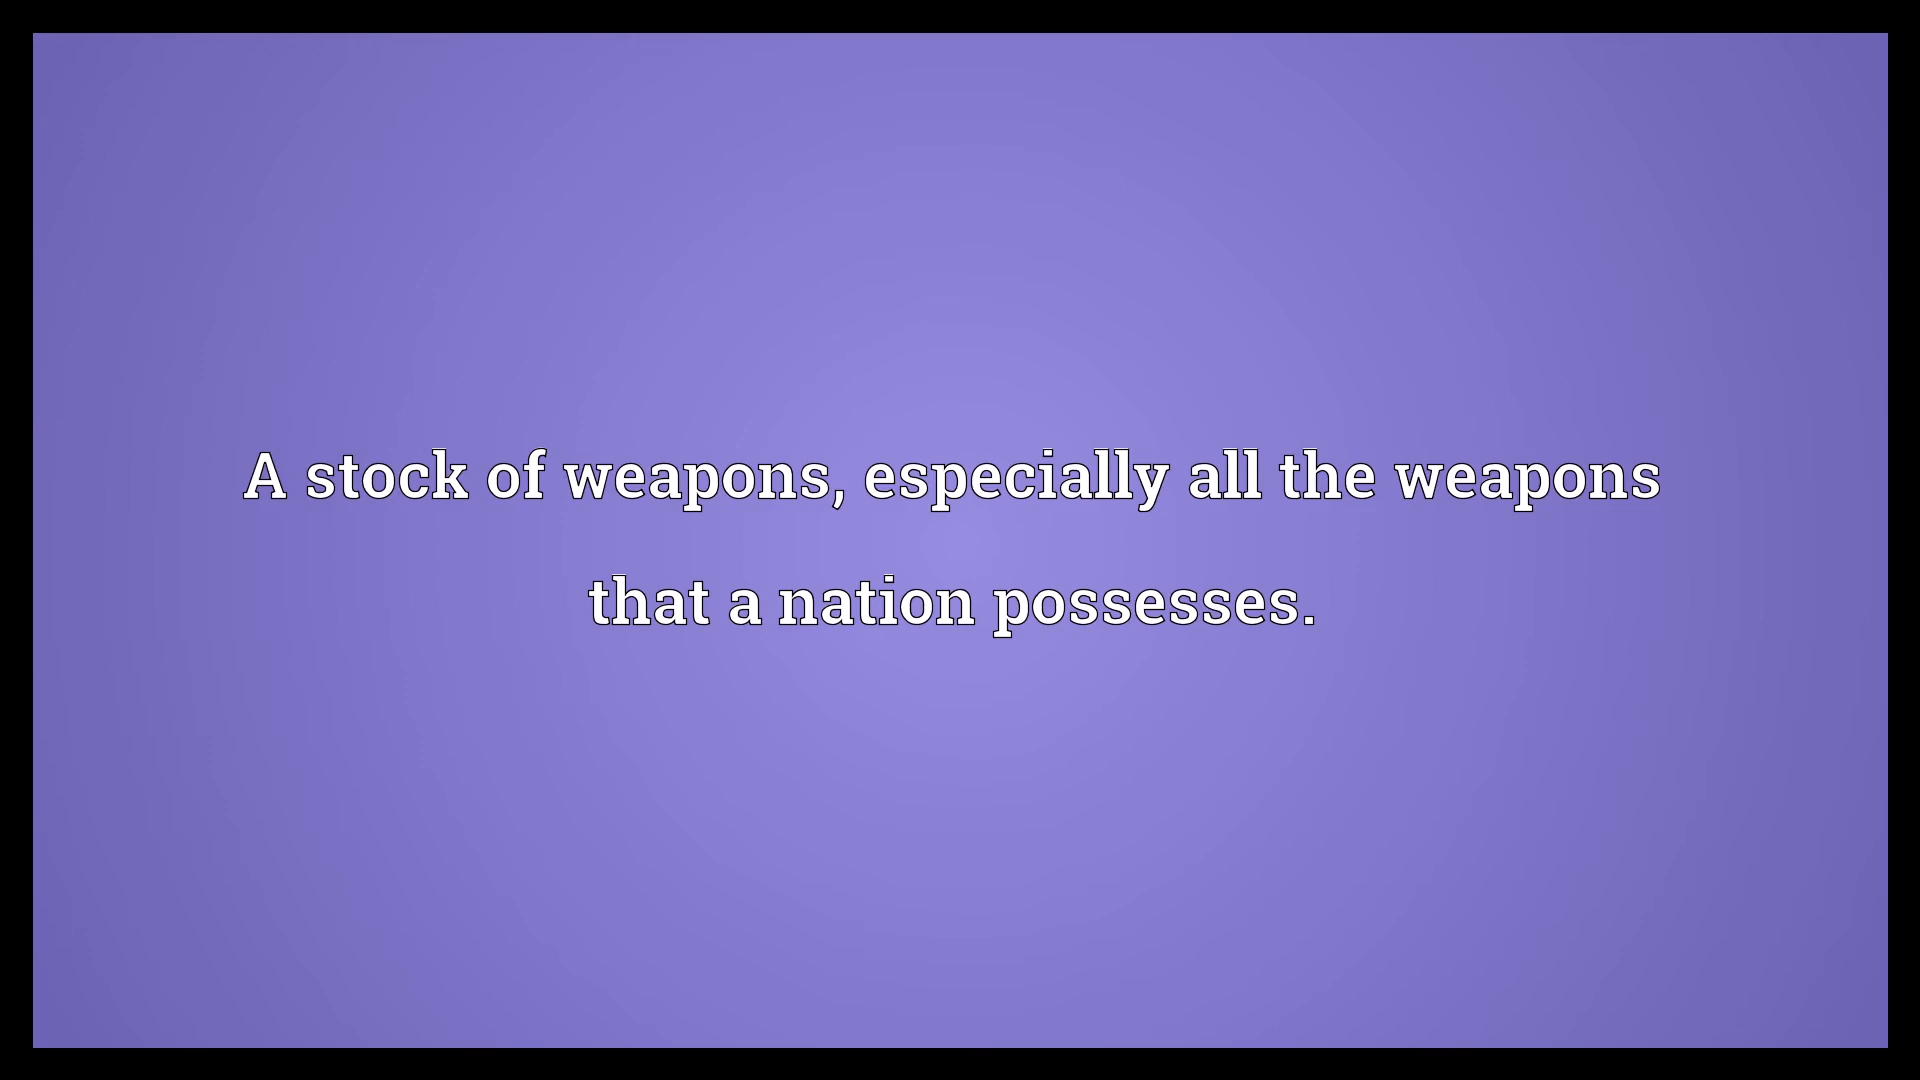 A stock of weapons, especially all the weapons
that a nation possesses.